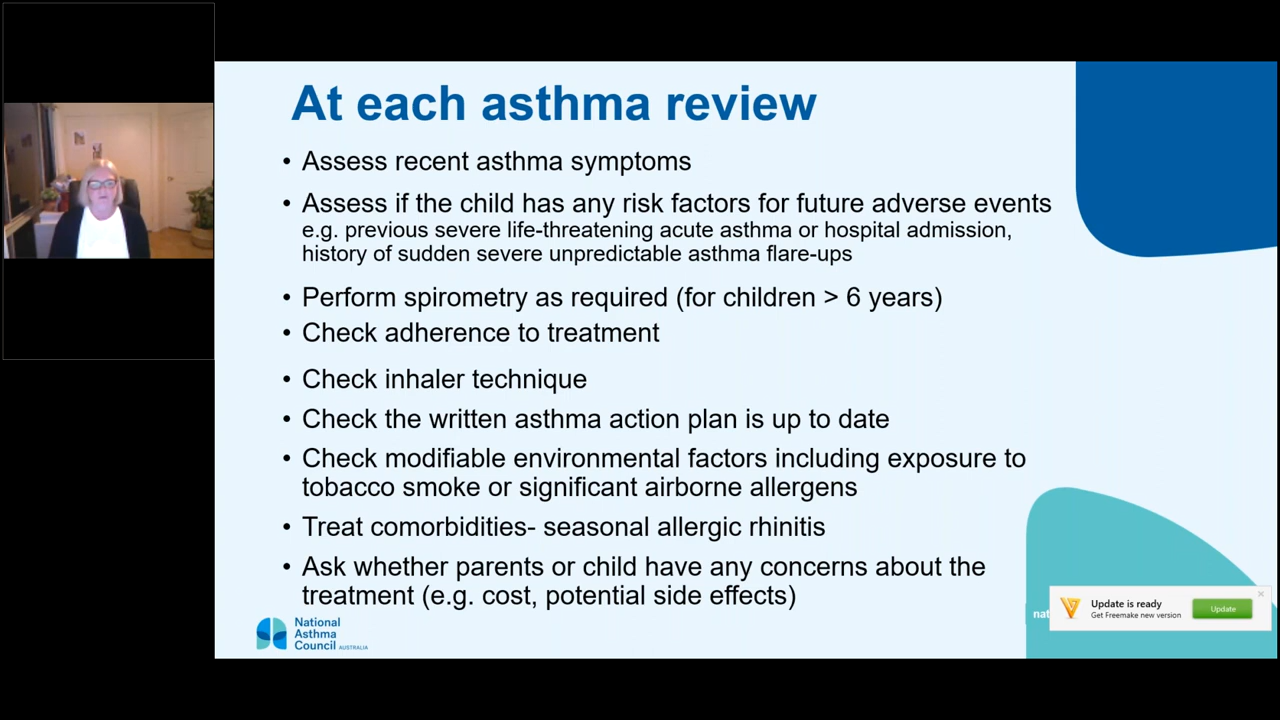 At each asthma review
• Assess recent asthma symptoms
• Assess if the child has any risk factors for future adverse events
e.g. previous severe life-threatening acute asthma or hospital admission,
history of sudden severe unpredictable asthma flare-ups
• Perform spirometry as required (for children > 6 years)
• Check adherence to treatment
• Check inhaler technique
• Check the written asthma action plan is up to date
• Check modifiable environmental factors including exposure to
tobacco smoke or significant airborne allergens
• Treat comorbidities- seasonal allergic rhinitis
• Ask whether parents or child have any concerns about the
treatment (e.g. cost, potential side effects)
National
Asthma
Council AUSTRALIA
nat
Update is ready
Get Freemake new version
Update